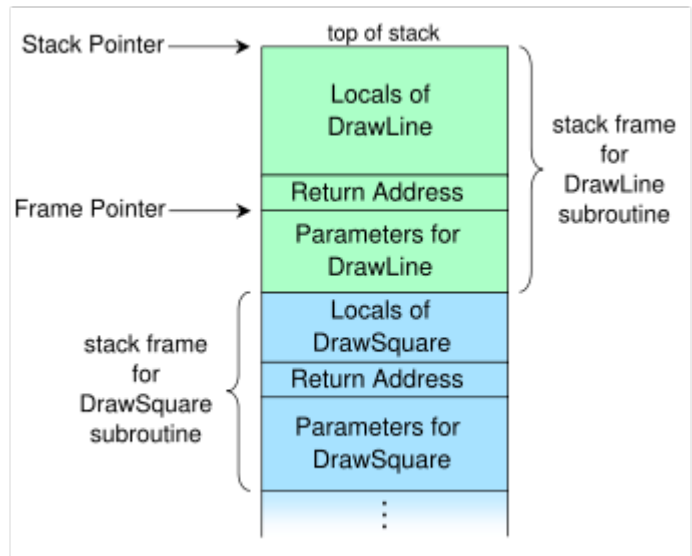 Stack Pointer
top of stack
Locals of
DrawLine
stack frame
for
DrawLine
subroutine
Return Address
Frame Pointer
Parameters for
DrawLine
Locals of
DrawSquare
stack frame
for
DrawSquare
subroutine
Return Address
Parameters for
DrawSquare
⋮